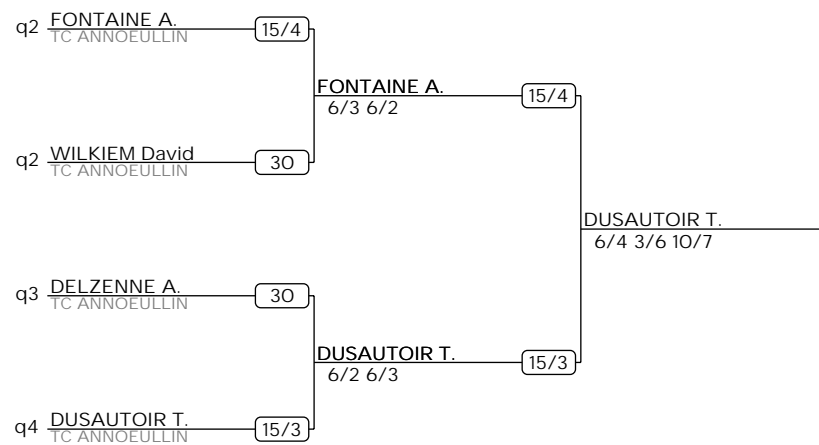 q2 FONTAINE A. 15/4
TC ANNOEULLIN
FONTAINE A. 15/4
6/3 6/2
q2 WILKIEM David 30
TC ANNOEULLIN
DUSAUTOIR T.
6/4 3/6 10/7
q3 DELZENNE A. 30
TC ANNOEULLIN
DUSAUTOIR T. 15/3
6/2 6/3
q4 DUSAUTOIR T. 15/3
TC ANNOEULLIN